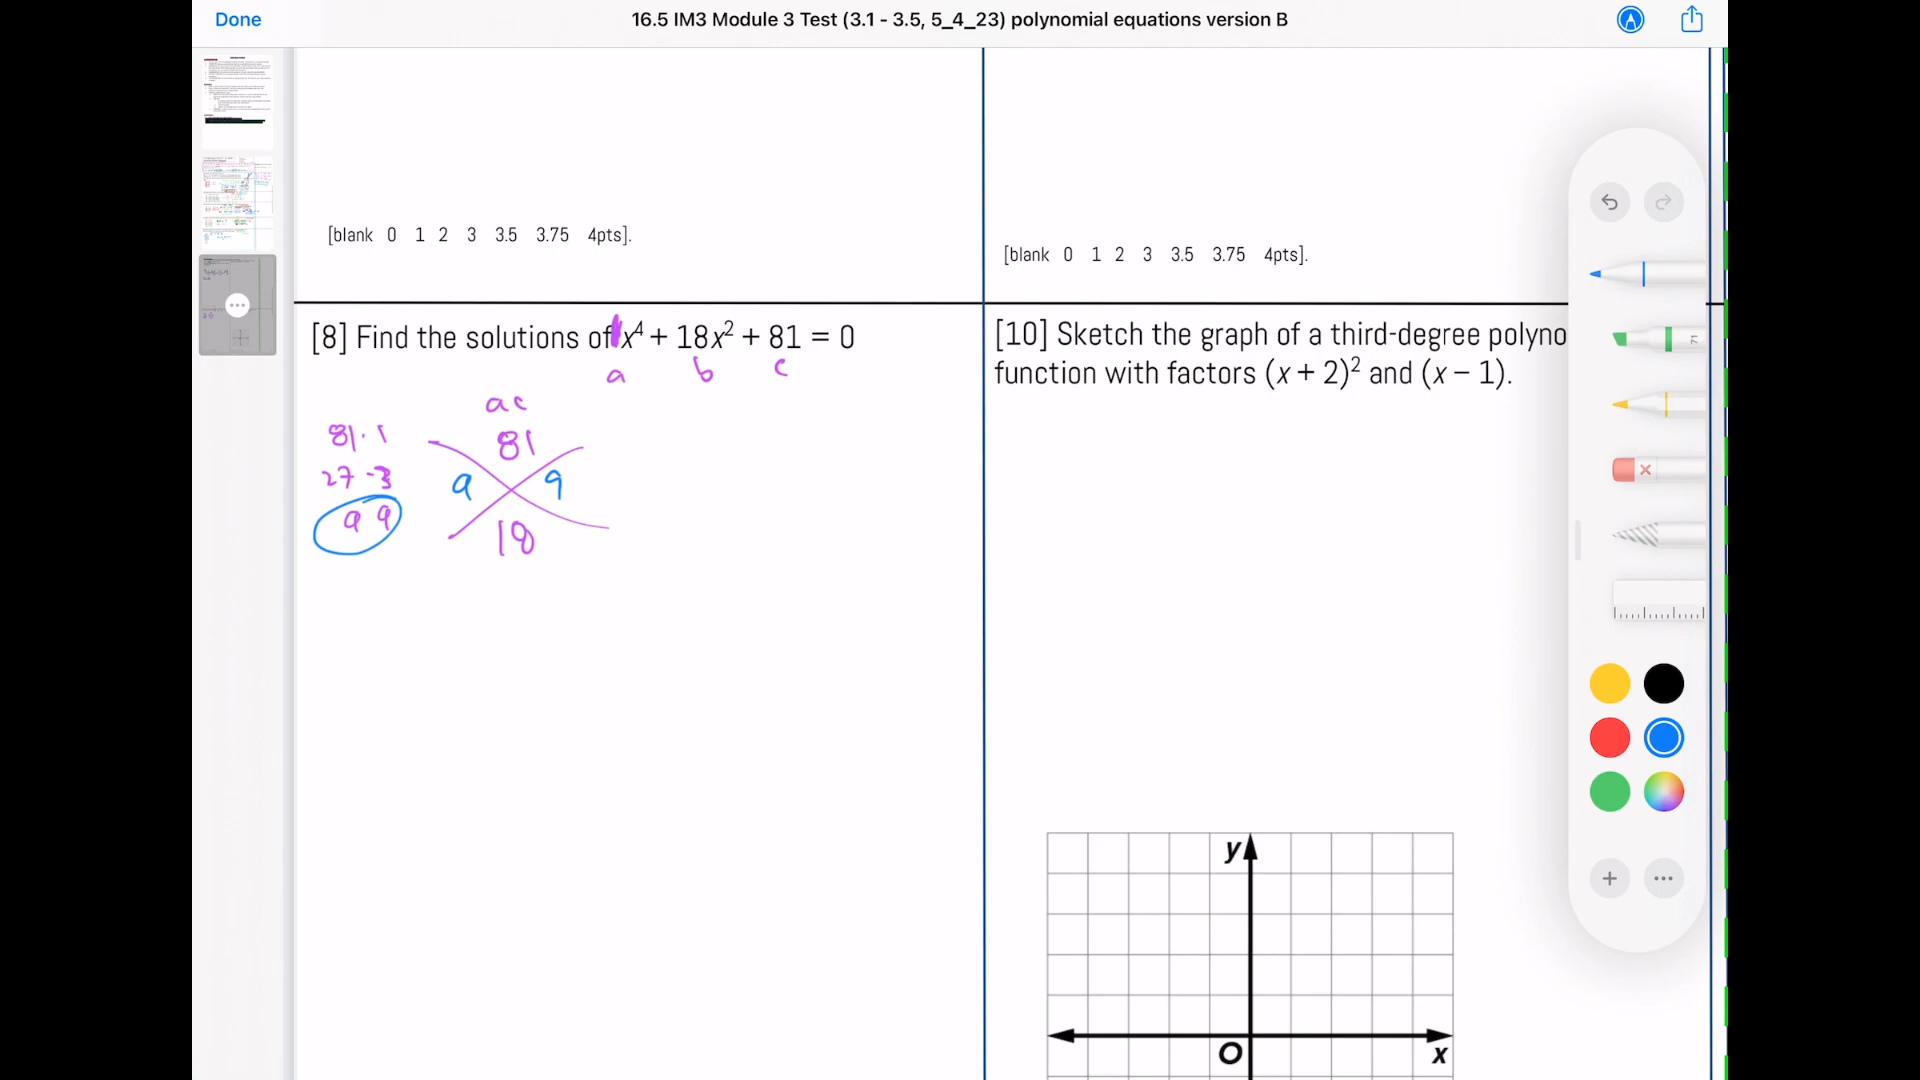 Done
16.5 IM3 Module 3 Test (3.1 - 3.5, 5_4_23) polynomial equations version B
[blank 0 1 2 3 3.5 3.75 4pts].
[blank 0 1 2 3 3.5 3.75 4pts].
[8] Find the solutions of 1x⁴ + 18x² + 81 = 0
a b c
ac
81
9 9
18
81·1
27 -3
9 9
[10] Sketch the graph of a third-degree polyno
function with factors (x + 2)² and (x − 1).
y
O
x
71